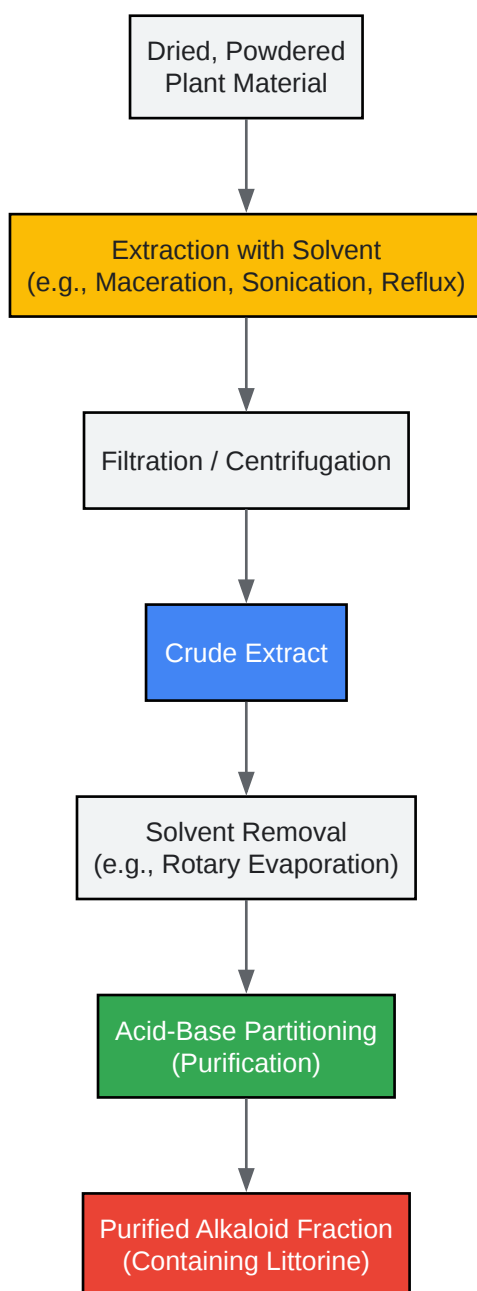 Dried, Powdered
Plant Material
Extraction with Solvent
(e.g., Maceration, Sonication, Reflux)
Filtration / Centrifugation
Crude Extract
Solvent Removal
(e.g., Rotary Evaporation)
Acid-Base Partitioning
(Purification)
Purified Alkaloid Fraction
(Containing Littorine)